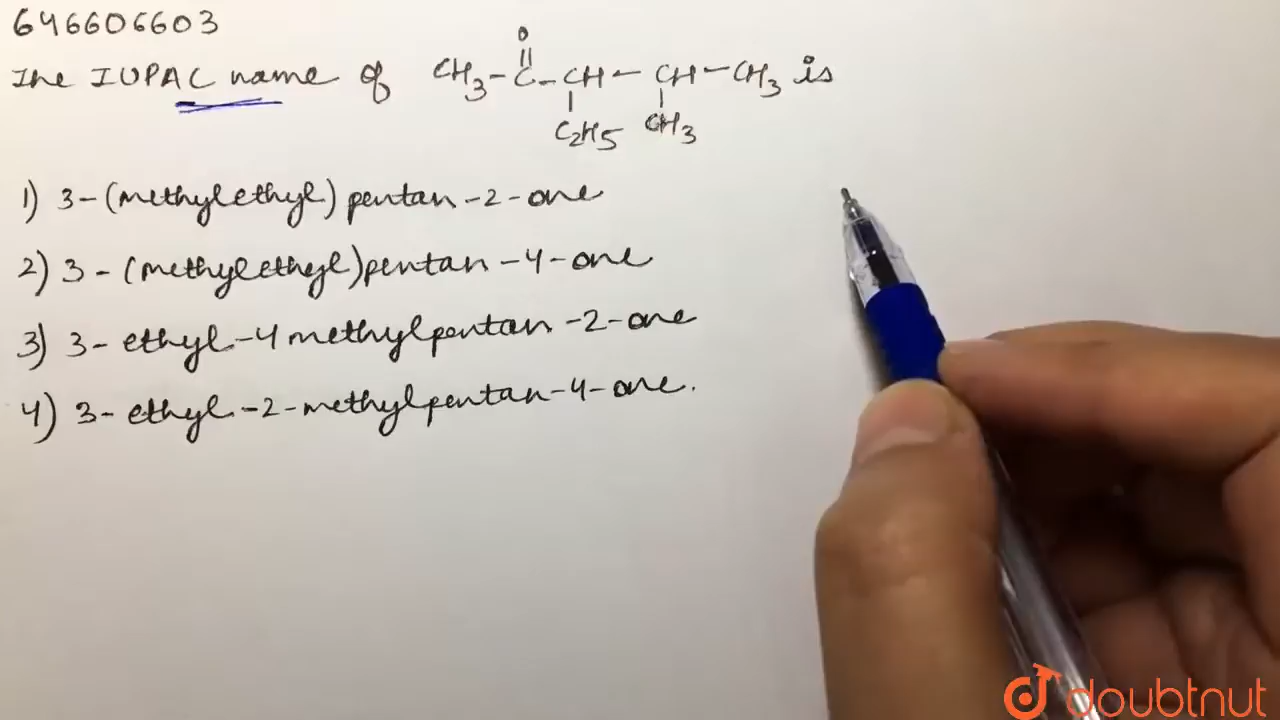 646606603
The IUPAC name of CH3-C-CH-CH-CH3 is
O
||
C2H5 CH3
1) 3-(methylethyl) pentan-2-one
2) 3-(methylethyl)pentan-4-one
3) 3-ethyl-4 methylpentan-2-one
4) 3-ethyl-2-methylpentan-4-one.
doubtnut